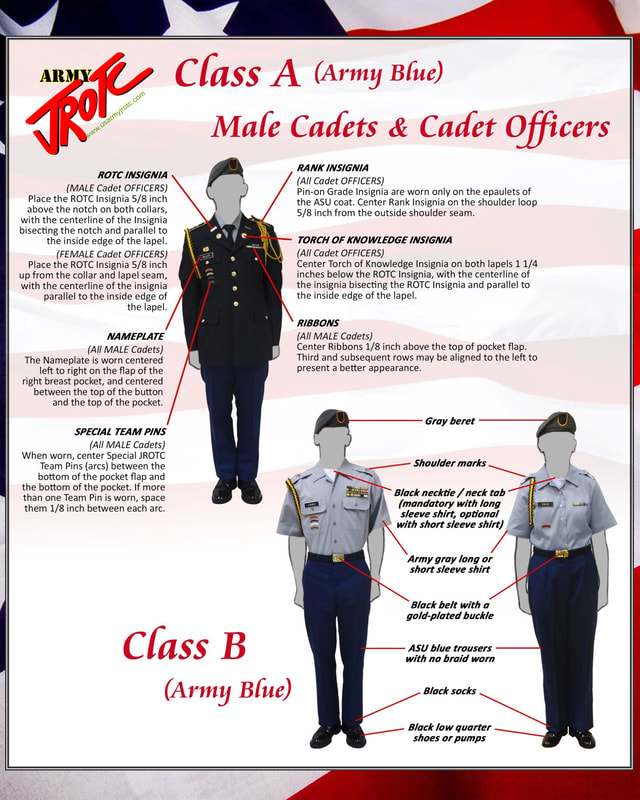 ARMY
JROTC
www.usarmyjrotc.com
Class A (Army Blue)
Male Cadets & Cadet Officers
ROTC INSIGNIA
(MALE Cadet OFFICERS)
Place the ROTC Insignia 5/8 inch
above the notch on both collars,
with the centerline of the Insignia
bisecting the notch and parallel to
the inside edge of the lapel.
(FEMALE Cadet OFFICERS)
Place the ROTC Insignia 5/8 inch
up from the collar and lapel seam,
with the centerline of the insignia
parallel to the inside edge of
the lapel.
NAMEPLATE
(All MALE Cadets)
The Nameplate is worn centered
left to right on the flap of the
right breast pocket, and centered
between the top of the button
and the top of the pocket.
SPECIAL TEAM PINS
(All MALE Cadets)
When worn, center Special JROTC
Team Pins (arcs) between the
bottom of the pocket flap and
the bottom of the pocket. If more
than one Team Pin is worn, space
them 1/8 inch between each arc.
RANK INSIGNIA
(All Cadet OFFICERS)
Pin-on Grade Insignia are worn only on the epaulets of
the ASU coat. Center Rank Insignia on the shoulder loop
5/8 inch from the outside shoulder seam.
TORCH OF KNOWLEDGE INSIGNIA
(All Cadet OFFICERS)
Center Torch of Knowledge Insignia on both lapels 1 1/4
inches below the ROTC Insignia, with the centerline of
the insignia bisecting the ROTC Insignia and parallel to
the inside edge of the lapel.
RIBBONS
(All MALE Cadets)
Center Ribbons 1/8 inch above the top of pocket flap.
Third and subsequent rows may be aligned to the left to
present a better appearance.
Gray beret
Shoulder marks
Black necktie / neck tab
(mandatory with long
sleeve shirt, optional
with short sleeve shirt)
Army gray long or
short sleeve shirt
Black belt with a
gold-plated buckle
ASU blue trousers
with no braid worn
Black socks
Black low quarter
shoes or pumps
Class B
(Army Blue)